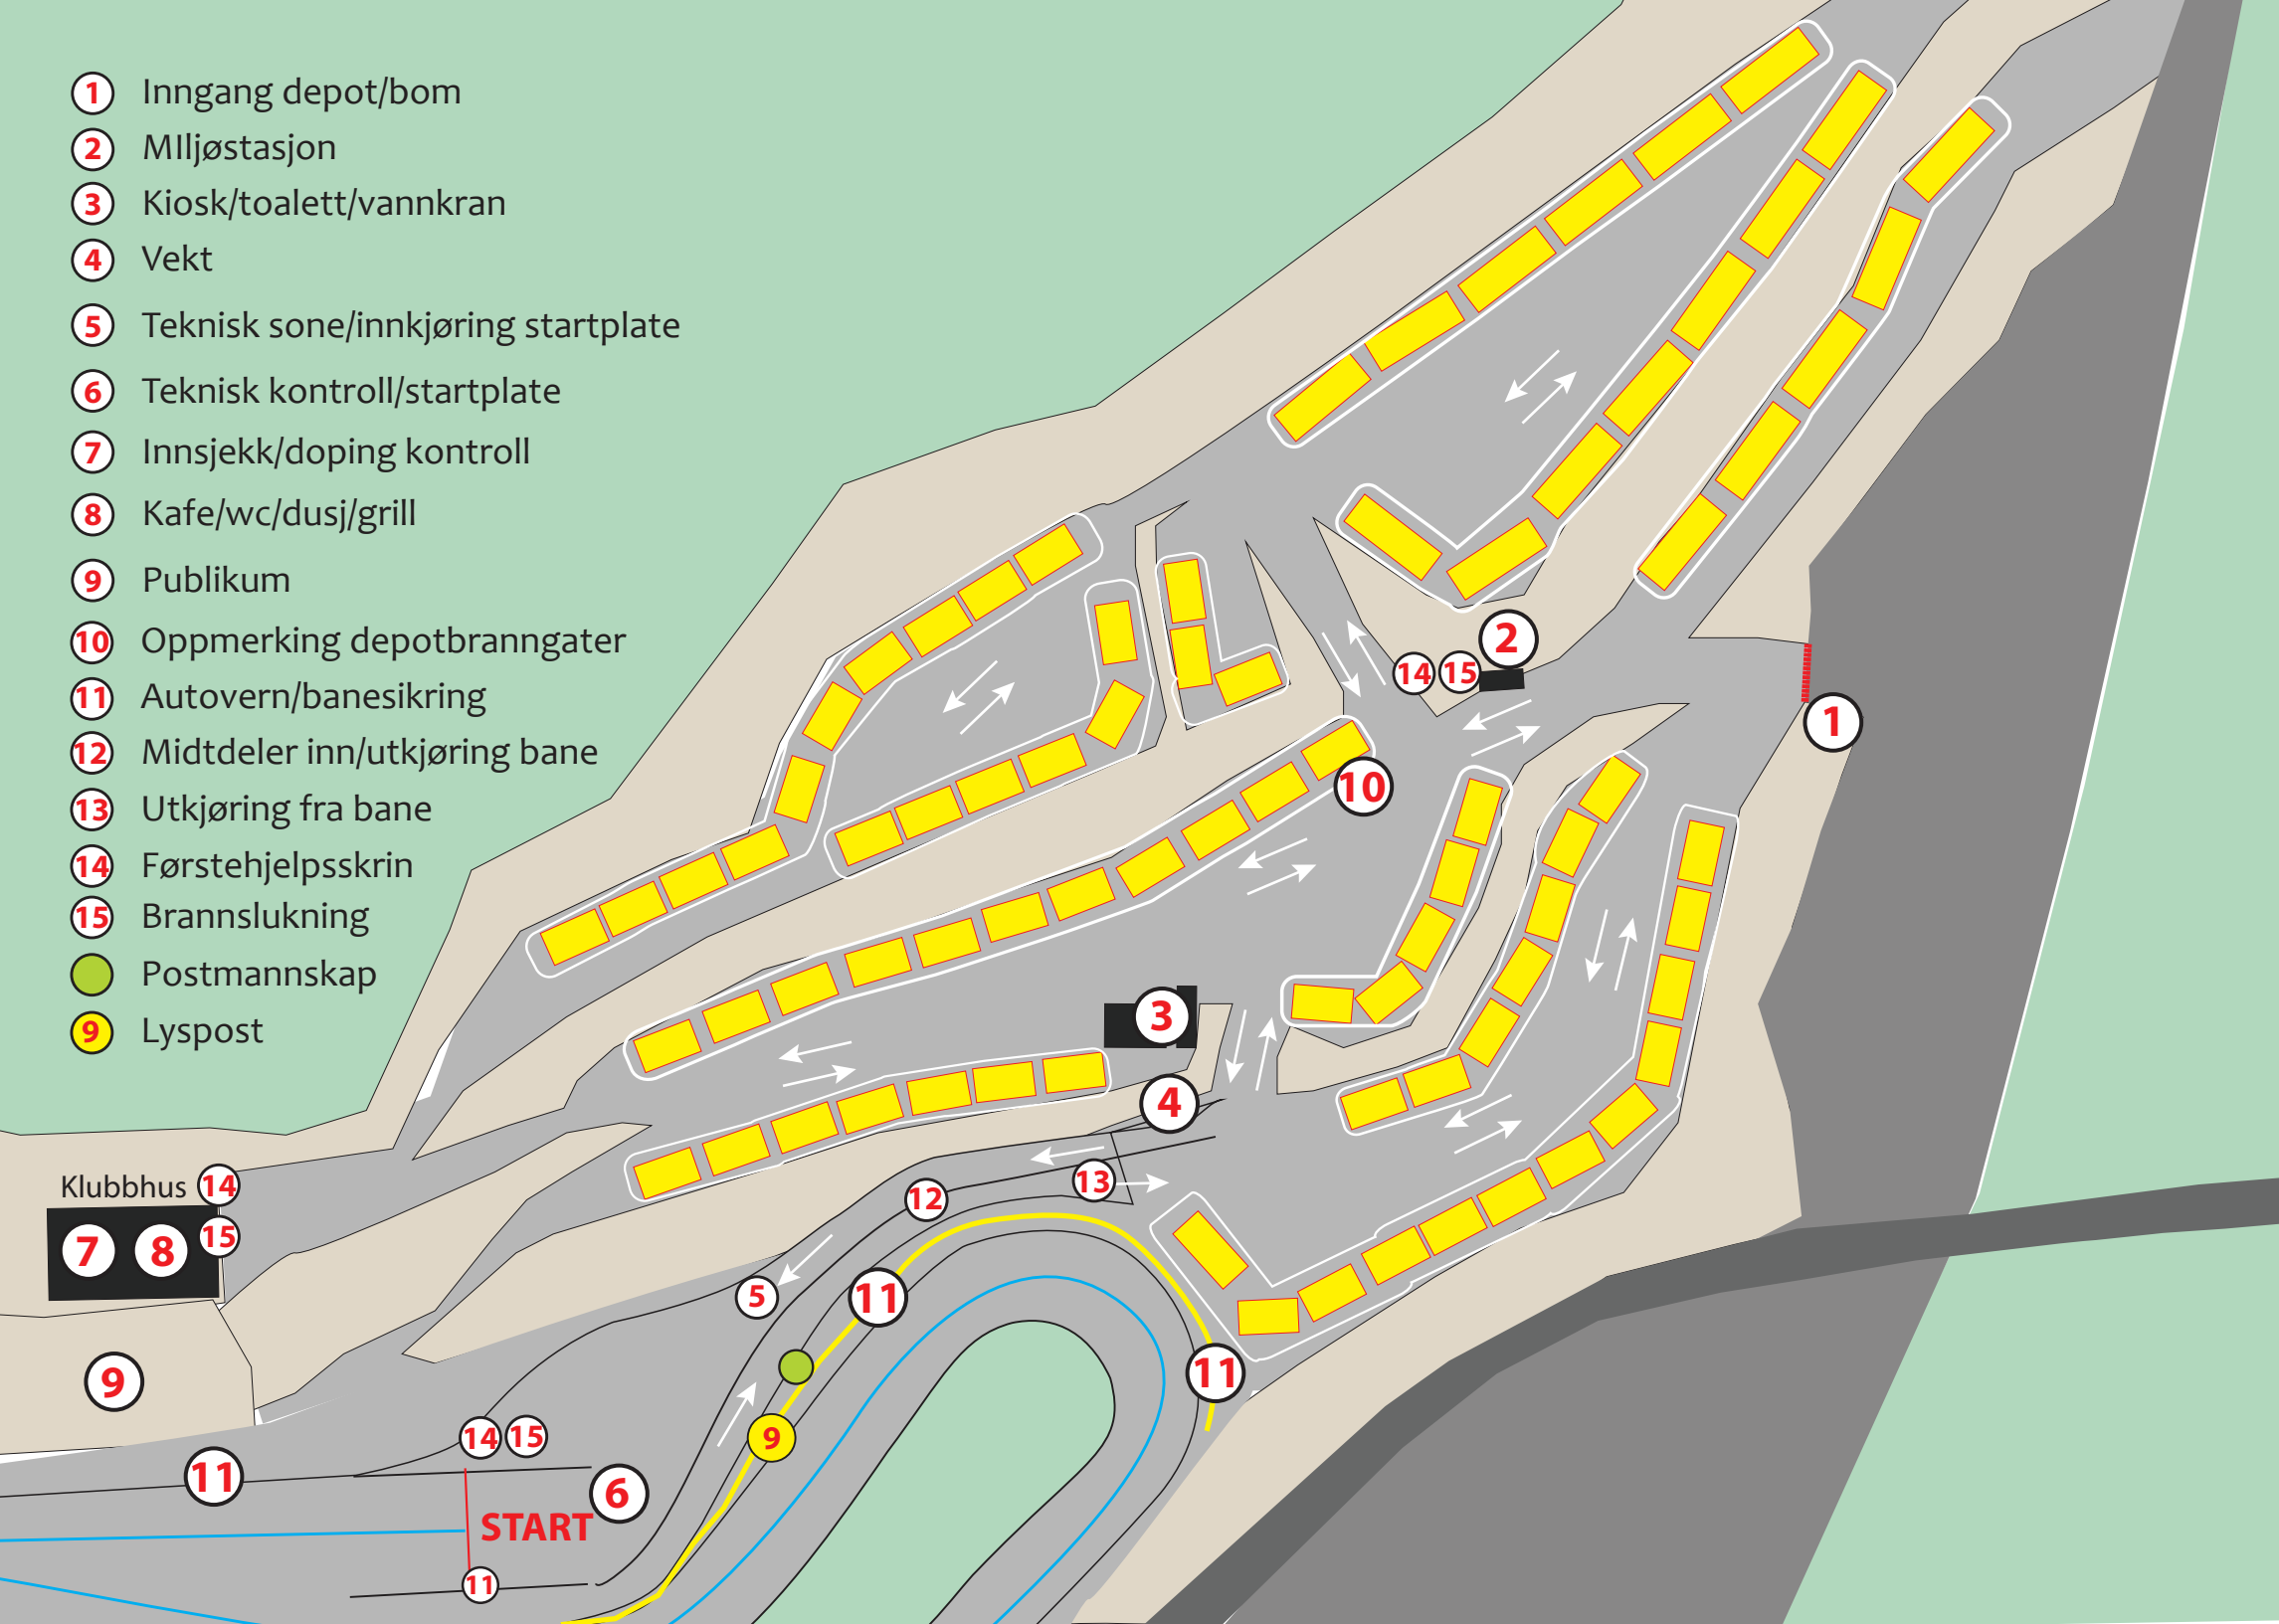 1 Inngang depot/bom
2 MIljøstasjon
3 Kiosk/toalett/vannkran
4 Vekt
5 Teknisk sone/innkjøring startplate
6 Teknisk kontroll/startplate
7 Innsjekk/doping kontroll
8 Kafe/wc/dusj/grill
9 Publikum
10 Oppmerking depotbranngater
11 Autovern/banesikring
12 Midtdeler inn/utkjøring bane
13 Utkjøring fra bane
14 Førstehjelpsskrin
15 Brannslukning
Postmannskap
9 Lyspost
2
14 15
1
10
3
4
13
12
Klubbhus 14
7 8 15
5
11
11
9
9
14 15
11
6
START
11